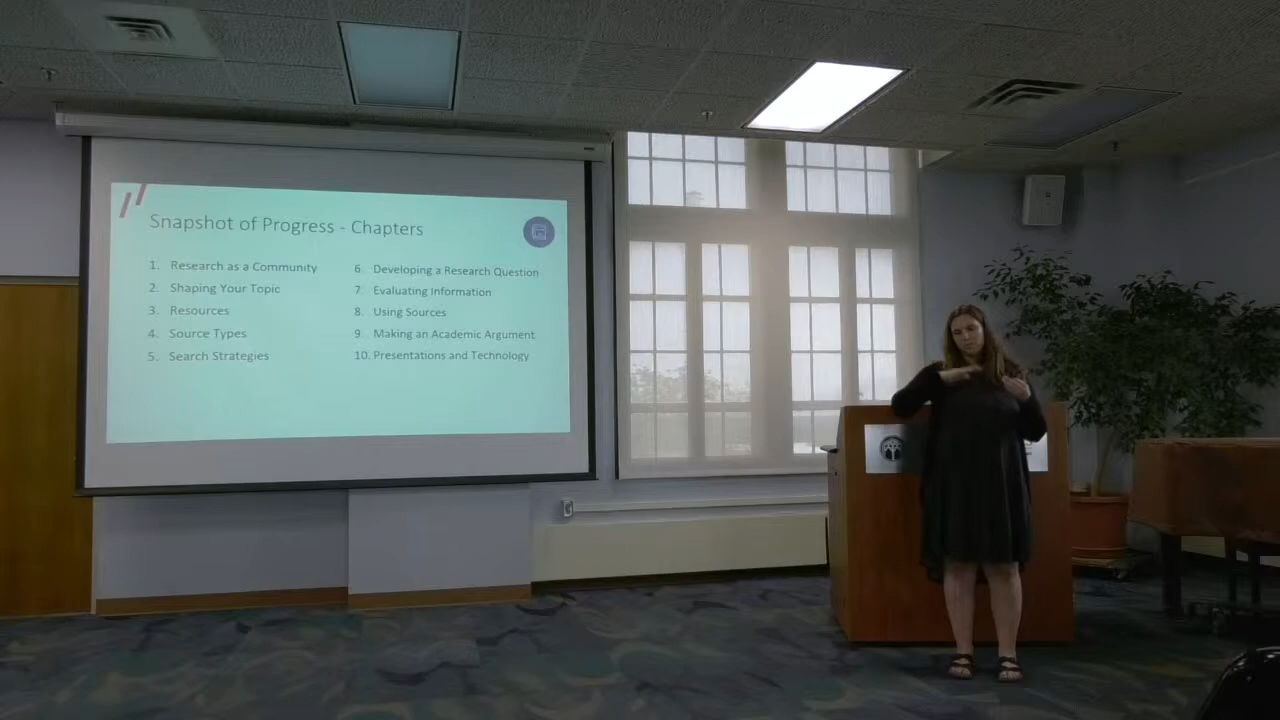 Snapshot of Progress - Chapters
1. Research as a Community
2. Shaping Your Topic
3. Resources
4. Source Types
5. Search Strategies
6. Developing a Research Question
7. Evaluating Information
8. Using Sources
9. Making an Academic Argument
10. Presentations and Technology